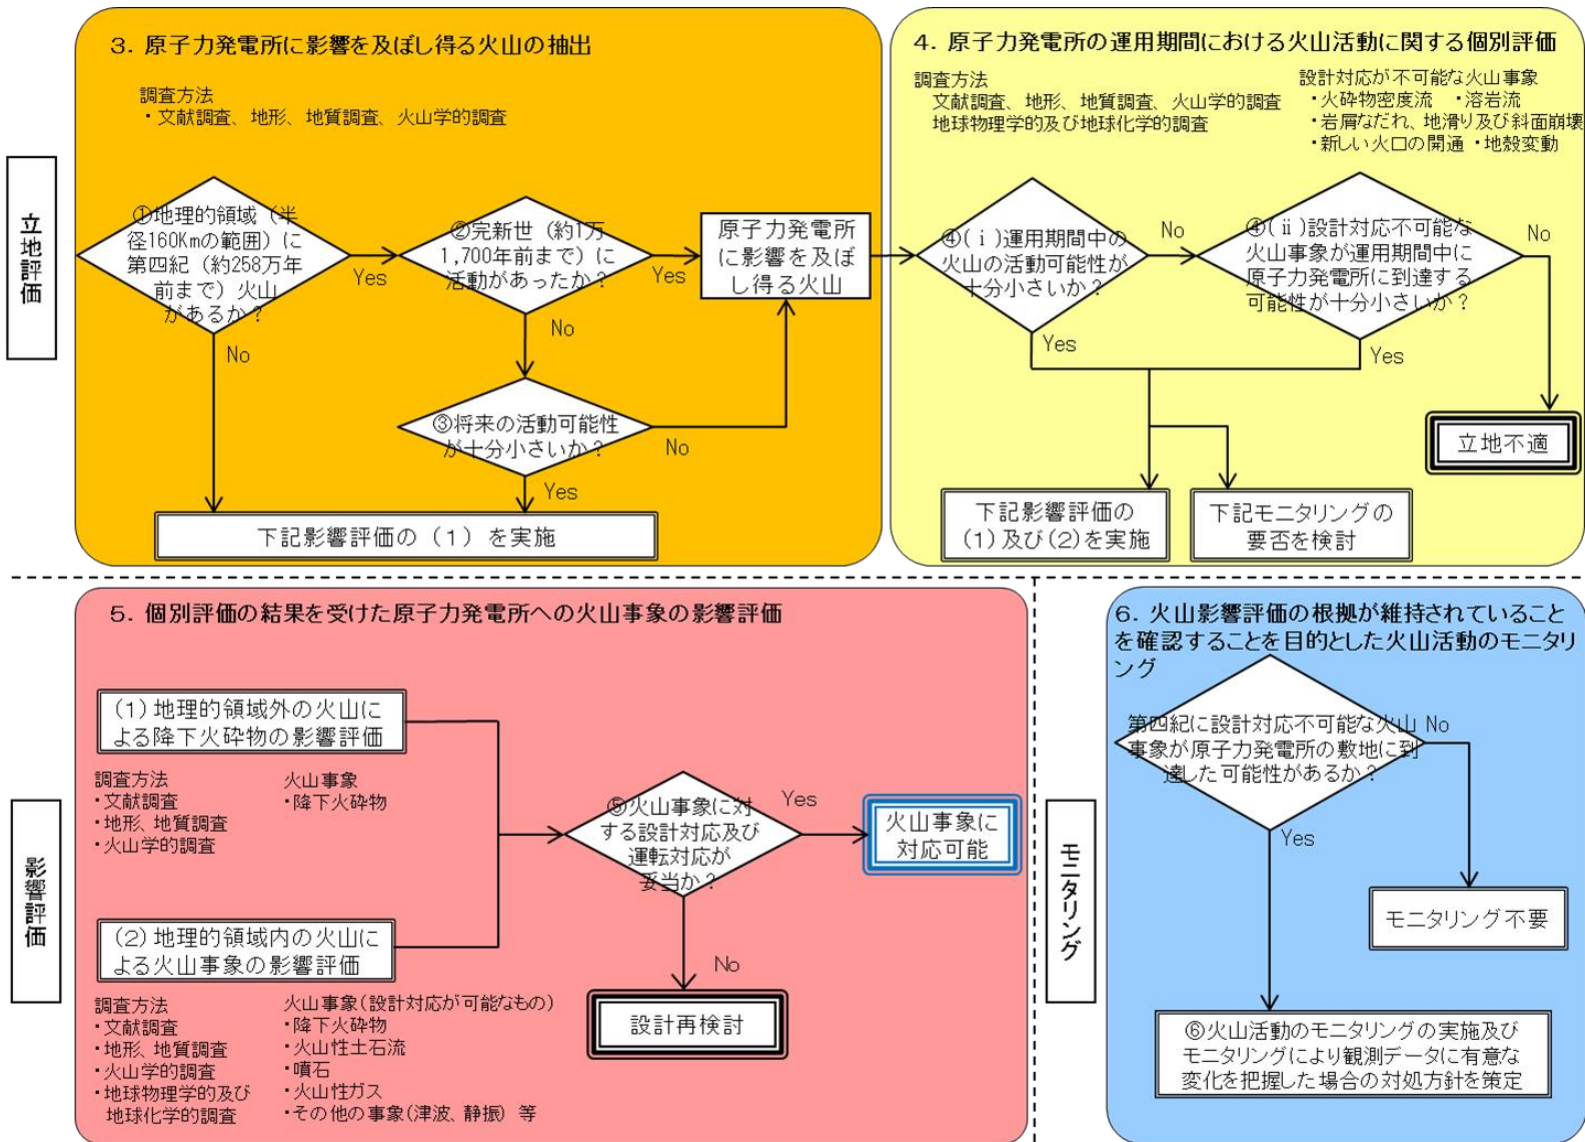 3. 原子力発電所に影響を及ぼし得る火山の抽出
調査方法
・文献調査、地形、地質調査、火山学的調査
立地評価
①地理的領域（半
径160Kmの範囲）に
第四紀（約258万年
前まで）火山
があるか？
Yes
No
②完新世（約1万
1,700年前まで）に
活動があったか？
Yes
No
③将来の活動可能性
が十分小さいか？
No
Yes
原子力発電所
に影響を及ぼ
し得る火山
下記影響評価の（1）を実施
4. 原子力発電所の運用期間における火山活動に関する個別評価
調査方法
文献調査、地形、地質調査、火山学的調査
地球物理学的及び地球化学的調査
設計対応が不可能な火山事象
・火砕物密度流 ・溶岩流
・岩屑なだれ、地滑り及び斜面崩壊
・新しい火口の開通 ・地殻変動
④(ⅰ)運用期間中の
火山の活動可能性が
十分小さいか？
No
Yes
④(ⅱ)設計対応不可能な
火山事象が運用期間中に
原子力発電所に到達する
可能性が十分小さいか？
No
Yes
立地不適
下記影響評価の
(1)及び(2)を実施
下記モニタリングの
要否を検討
5. 個別評価の結果を受けた原子力発電所への火山事象の影響評価
影響評価
(1)地理的領域外の火山に
よる降下火砕物の影響評価
調査方法
・文献調査
・地形、地質調査
・火山学的調査
火山事象
・降下火砕物
(2)地理的領域内の火山に
よる火山事象の影響評価
調査方法
・文献調査
・地形、地質調査
・火山学的調査
・地球物理学的及び
地球化学的調査
火山事象(設計対応が可能なもの)
・降下火砕物
・火山性土石流
・噴石
・火山性ガス
・その他の事象(津波、静振) 等
⑤火山事象に対
する設計対応及び
運転対応が
妥当か？
Yes
No
火山事象に
対応可能
設計再検討
6. 火山影響評価の根拠が維持されていること
を確認することを目的とした火山活動のモニタリ
ング
モニタリング
第四紀に設計対応不可能な火山
事象が原子力発電所の敷地に到
達した可能性があるか？
No
Yes
モニタリング不要
⑥火山活動のモニタリングの実施及び
モニタリングにより観測データに有意な
変化を把握した場合の対処方針を策定